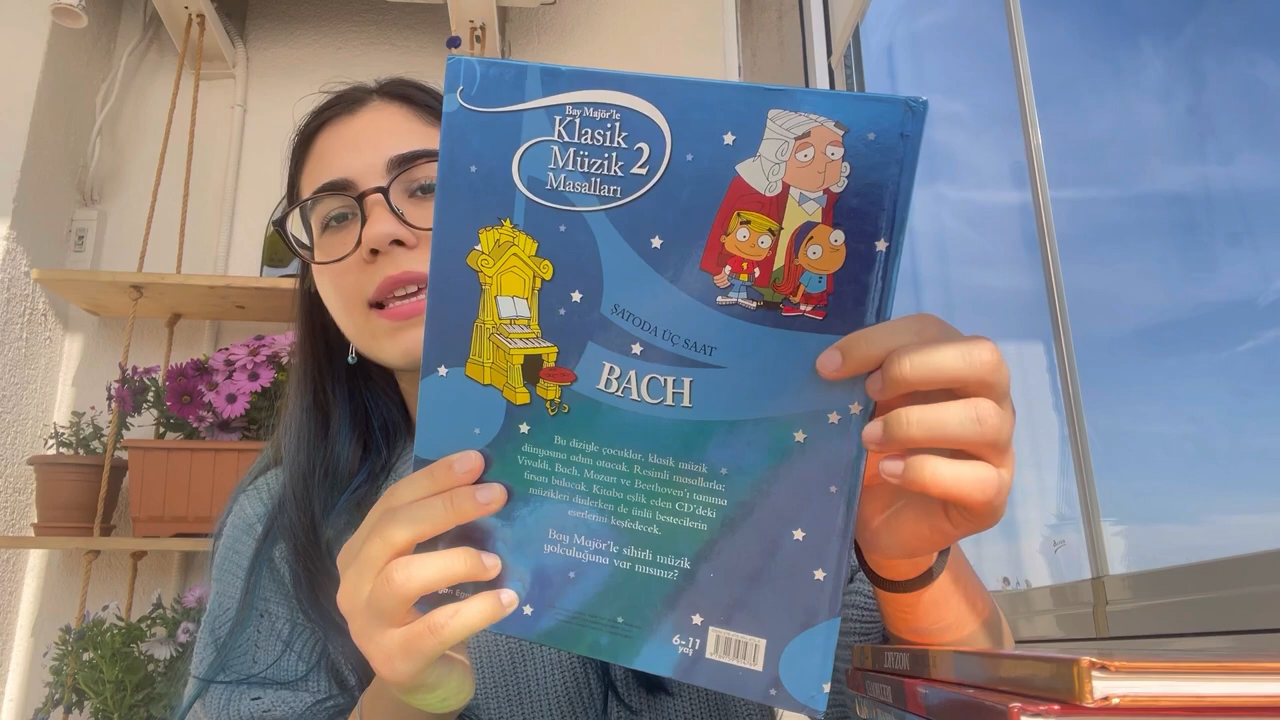 Bay Majör'le
Klasik
Müzik 2
Masalları
ŞATODA ÜÇ SAAT
BACH
Bu diziyle çocuklar, klasik müzik
dünyasına adım atacak. Resimli masallarla;
Vivaldi, Bach, Mozart ve Beethoven'ı tanıma
fırsatı bulacak. Kitaba eşlik eden CD'deki
müzikleri dinlerken de ünlü bestecilerin
eserlerini keşfedecek.
Bay Majör'le sihirli müzik
yolculuğuna var mısınız?
6-11
yaş
MOZART